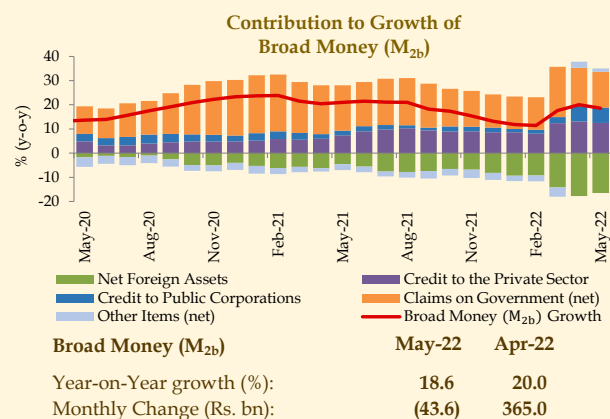 Contribution to Growth of
Broad Money (M2b)
% (y-o-y)
40
30
20
10
0
-10
-20
May-20
Aug-20
Nov-20
Feb-21
May-21
Aug-21
Nov-21
Feb-22
May-22
Net Foreign Assets
Credit to the Private Sector
Credit to Public Corporations
Claims on Government (net)
Other Items (net)
Broad Money (M2b) Growth
Broad Money (M2b) May-22 Apr-22
Year-on-Year growth (%): 18.6 20.0
Monthly Change (Rs. bn): (43.6) 365.0